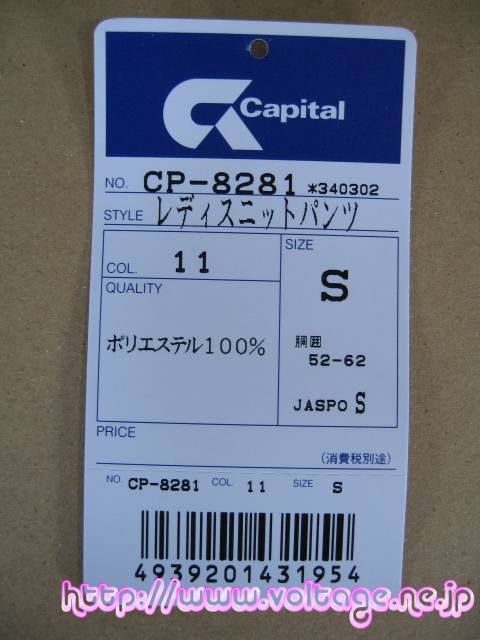 Capital
NO. CP-8281 *340302
STYLE レディスニットパンツ
COL. 11
SIZE
S
QUALITY
ポリエステル100%
胴囲
52-62
JASPO S
PRICE
(消費税別途)
NO. CP-8281 COL. 11 SIZE S
4939201431954
http://www.voltage.ne.jp